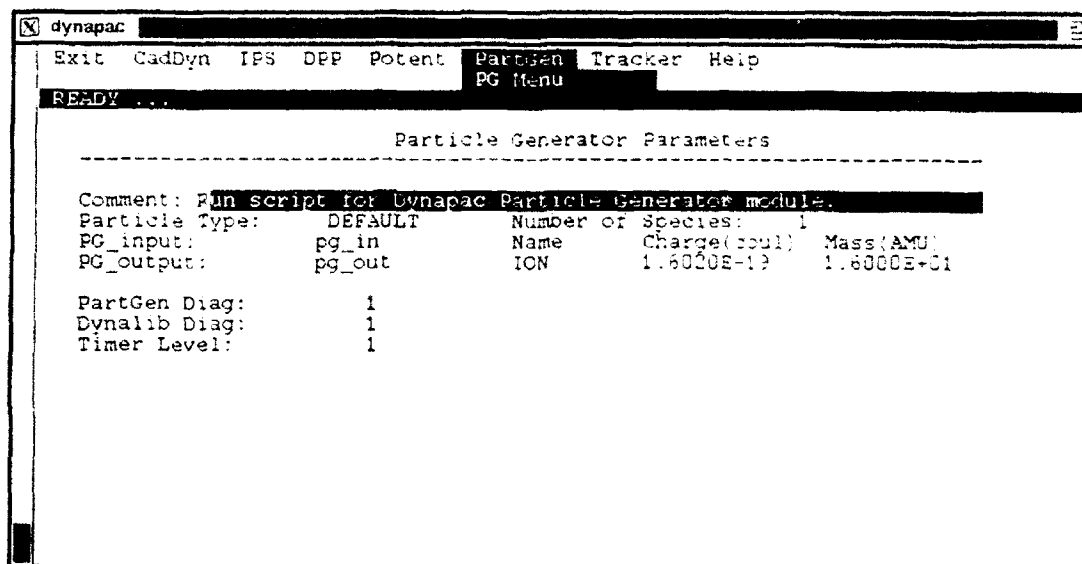 dynapac
Exit CadDyn IPS DPP Potent PartGen Tracker Help
PG Menu
READY ...
Particle Generator Parameters
Comment: Run script for Dynapac Particle Generator module.
Particle Type: DEFAULT Number of Species: 1
PG_input: pg_in Name Charge(coul) Mass(AMU)
PG_output: pg_out ION 1.6020E-19 1.6000E+01
PartGen Diag: 1
Dynalib Diag: 1
Timer Level: 1